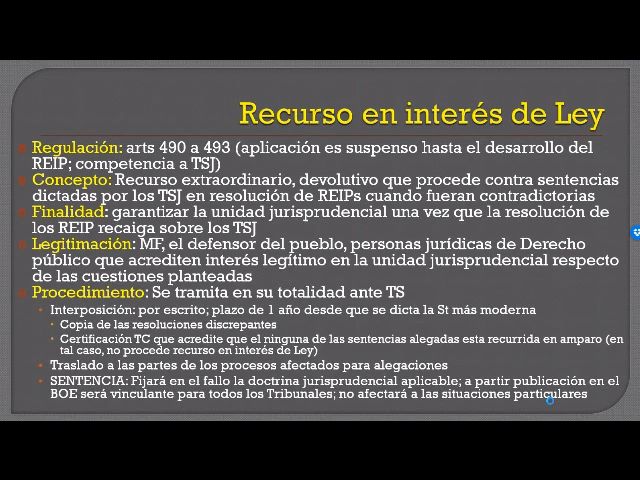 Recurso en interés de Ley
Regulación: arts 490 a 493 (aplicación es suspenso hasta el desarrollo del
REIP; competencia a TSJ)
Concepto: Recurso extraordinario, devolutivo que procede contra sentencias
dictadas por los TSJ en resolución de REIPs cuando fueran contradictorias
Finalidad: garantizar la unidad jurisprudencial una vez que la resolución de
los REIP recaiga sobre los TSJ
Legitimación: MF, el defensor del pueblo, personas jurídicas de Derecho
público que acrediten interés legítimo en la unidad jurisprudencial respecto
de las cuestiones planteadas
Procedimiento: Se tramita en su totalidad ante TS
Interposición: por escrito; plazo de 1 año desde que se dicta la St más moderna
Copia de las resoluciones discrepantes
Certificación TC que acredite que el ninguna de las sentencias alegadas esta recurrida en amparo (en
tal caso, no procede recurso en interés de Ley)
Traslado a las partes de los procesos afectados para alegaciones
SENTENCIA: Fijará en el fallo la doctrina jurisprudencial aplicable; a partir publicación en el
BOE será vinculante para todos los Tribunales; no afectará a las situaciones particulares